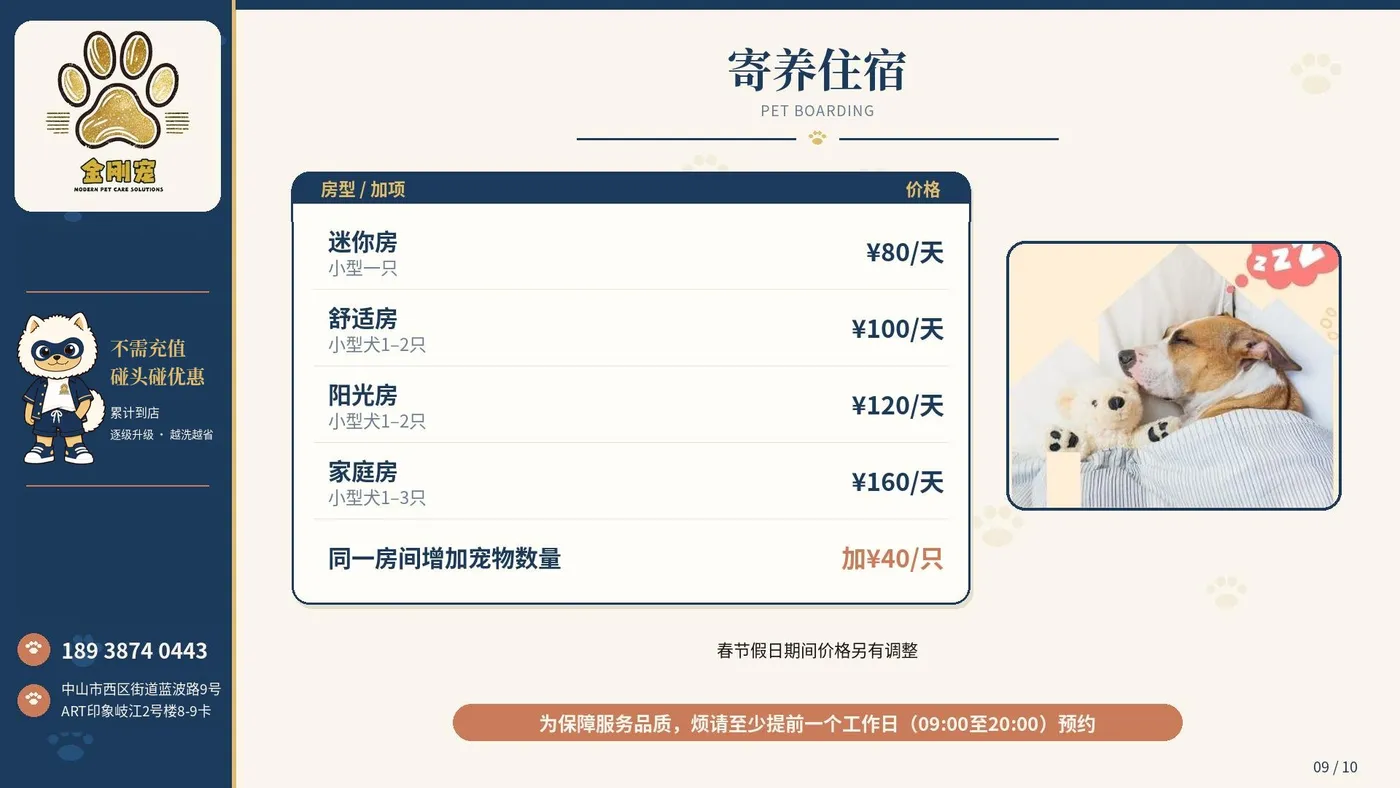 金刚宠
MODERN PET CARE SOLUTIONS
不需充值
碰头碰优惠
累计到店
逐级升级 · 越洗越省
189 3874 0443
中山市西区街道蓝波路9号
ART印象岐江2号楼8-9卡
寄养住宿
PET BOARDING
房型 / 加项 价格
迷你房 ¥80/天
小型一只
舒适房 ¥100/天
小型犬1–2只
阳光房 ¥120/天
小型犬1–2只
家庭房 ¥160/天
小型犬1–3只
同一房间增加宠物数量 加¥40/只
zZZ
春节假日期间价格另有调整
为保障服务品质，烦请至少提前一个工作日（09:00至20:00）预约
09 / 10